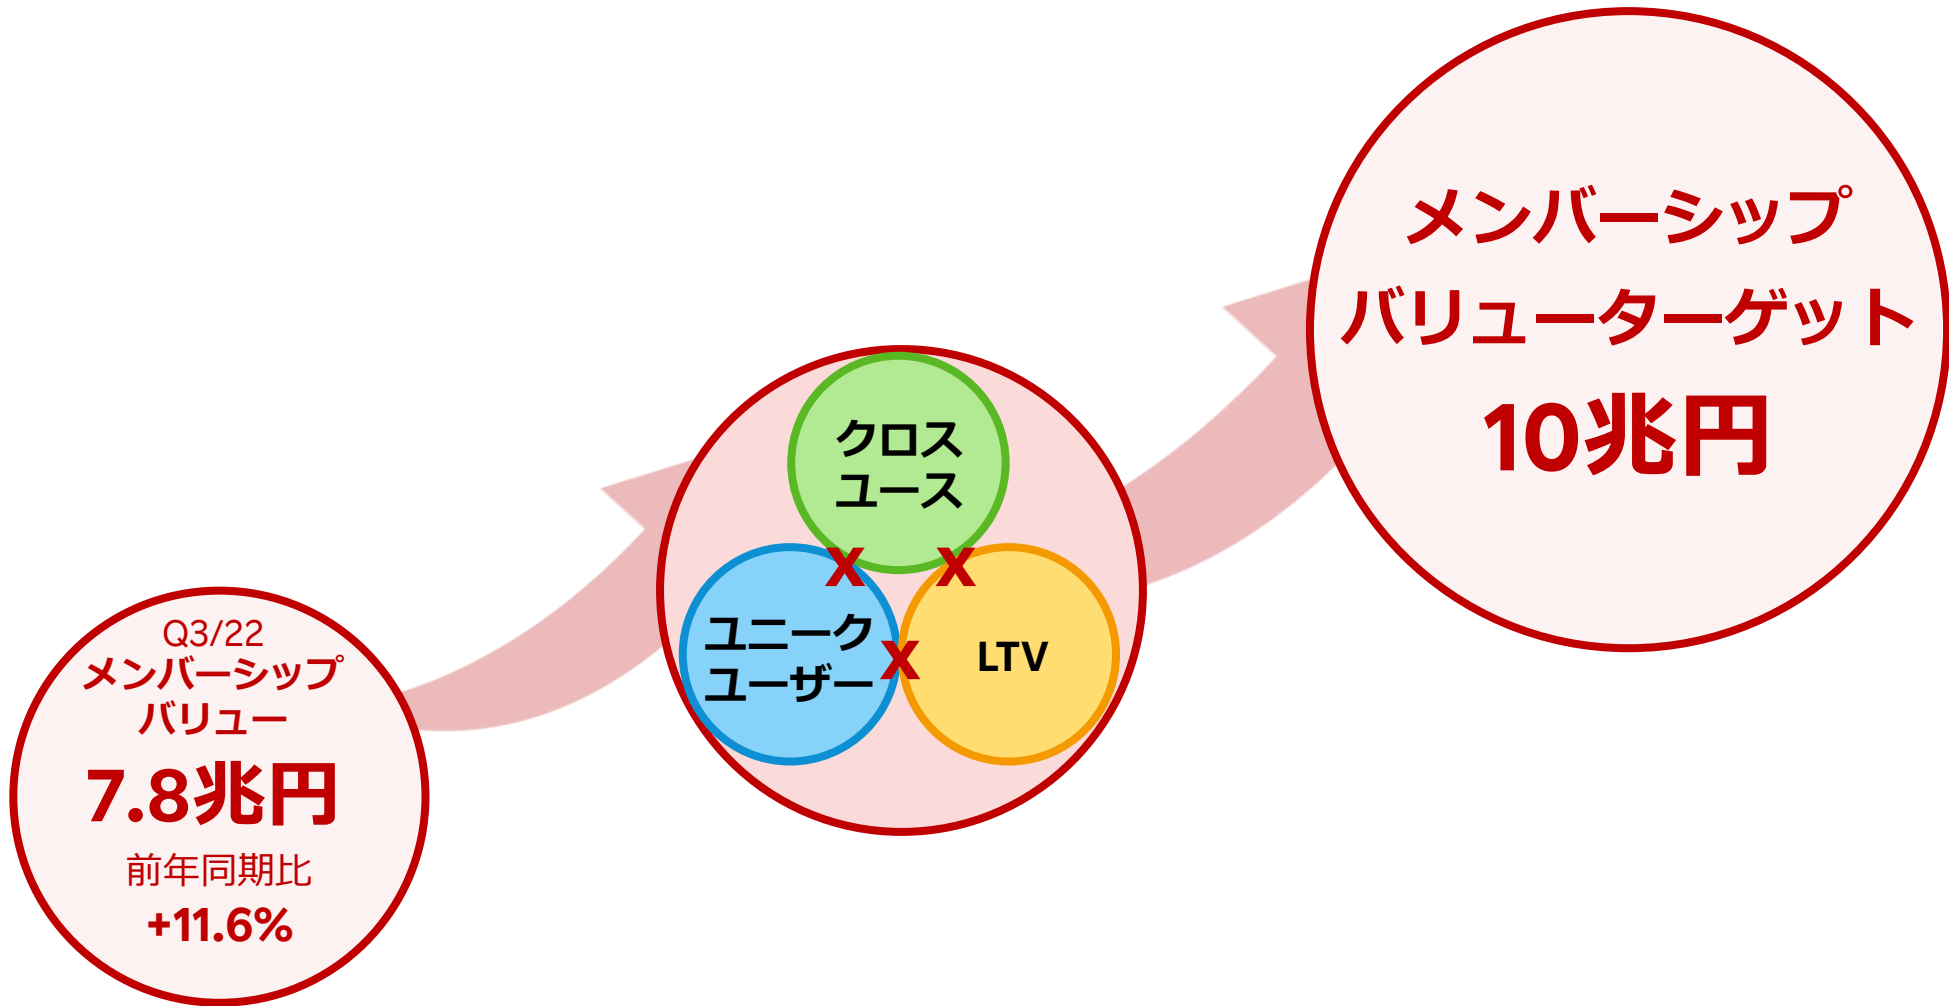 Q3/22
メンバーシップ
バリュー
7.8兆円
前年同期比
+11.6%
クロス
ユース
X
X
ユニーク
ユーザー
X
LTV
メンバーシップ
バリューターゲット
10兆円